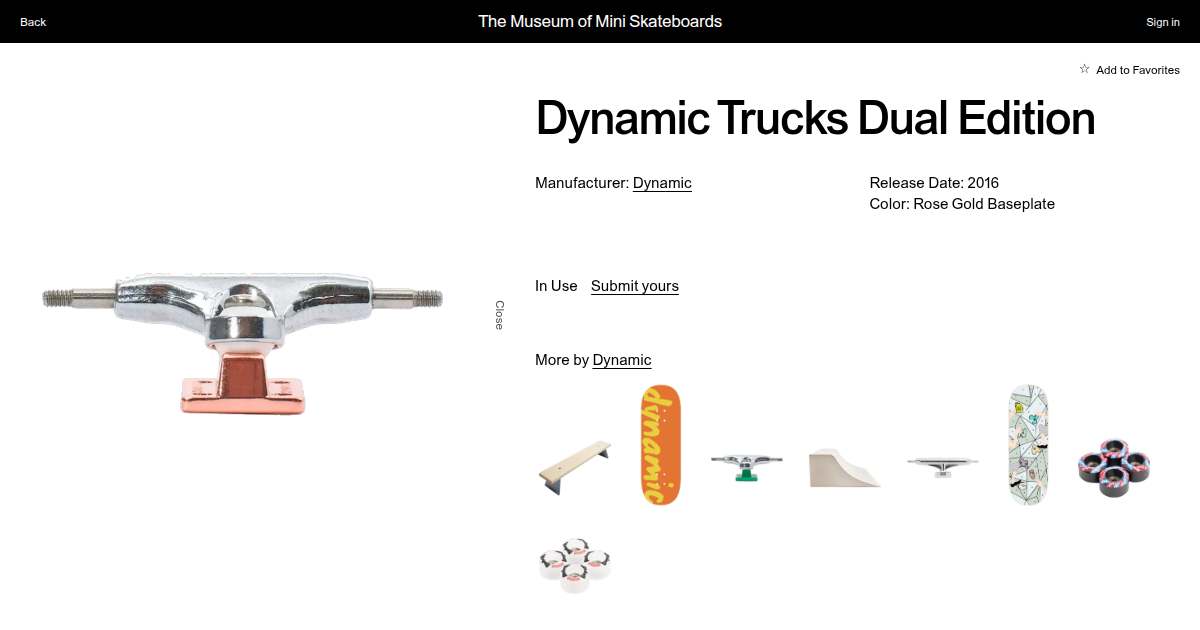 Back
The Museum of Mini Skateboards
Sign in
☆ Add to Favorites
Dynamic Trucks Dual Edition
Manufacturer: Dynamic
Release Date: 2016
Color: Rose Gold Baseplate
In Use Submit yours
Close
More by Dynamic
dynamic